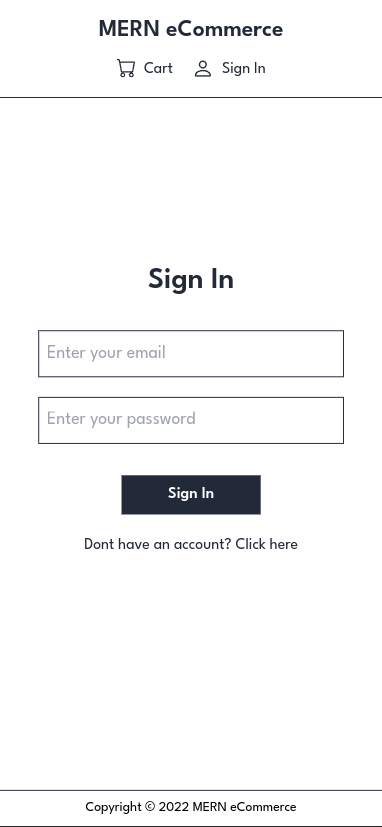 MERN eCommerce
Cart Sign In
Sign In
Enter your email
Enter your password
Sign In
Dont have an account? Click here
Copyright © 2022 MERN eCommerce